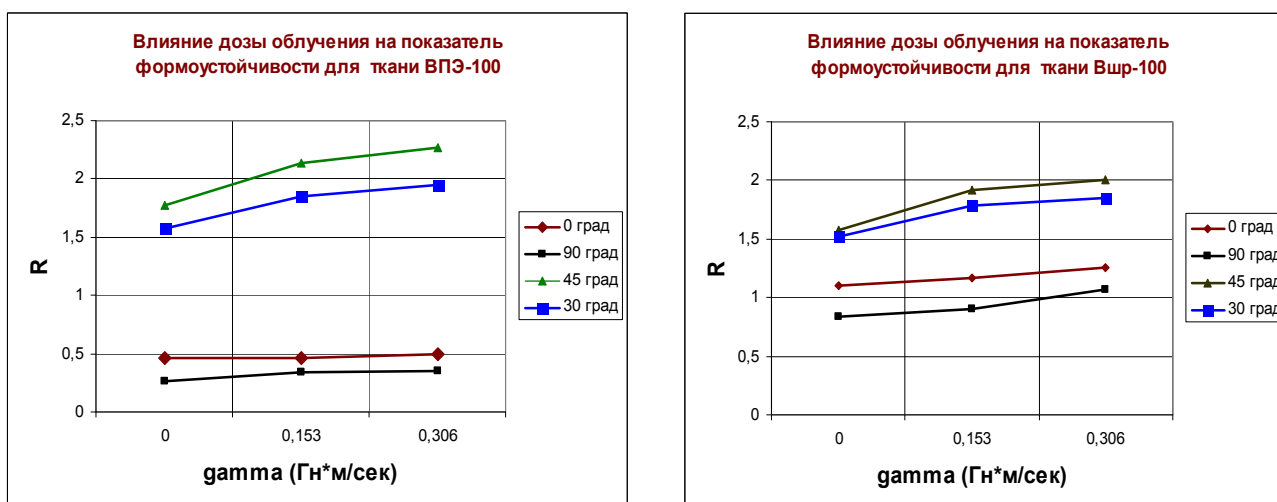 Влияние дозы облучения на показатель
формоустойчивости для ткани ВПЭ-100
2,5
2
1,5
1
0,5
0
R
0
0,153
0,306
gamma (Гн*м/сек)
0 град
90 град
45 град
30 град
Влияние дозы облучения на показатель
формоустойчивости для ткани Вшр-100
2,5
2
1,5
1
0,5
0
R
0
0,153
0,306
gamma (Гн*м/сек)
0 град
90 град
45 град
30 град